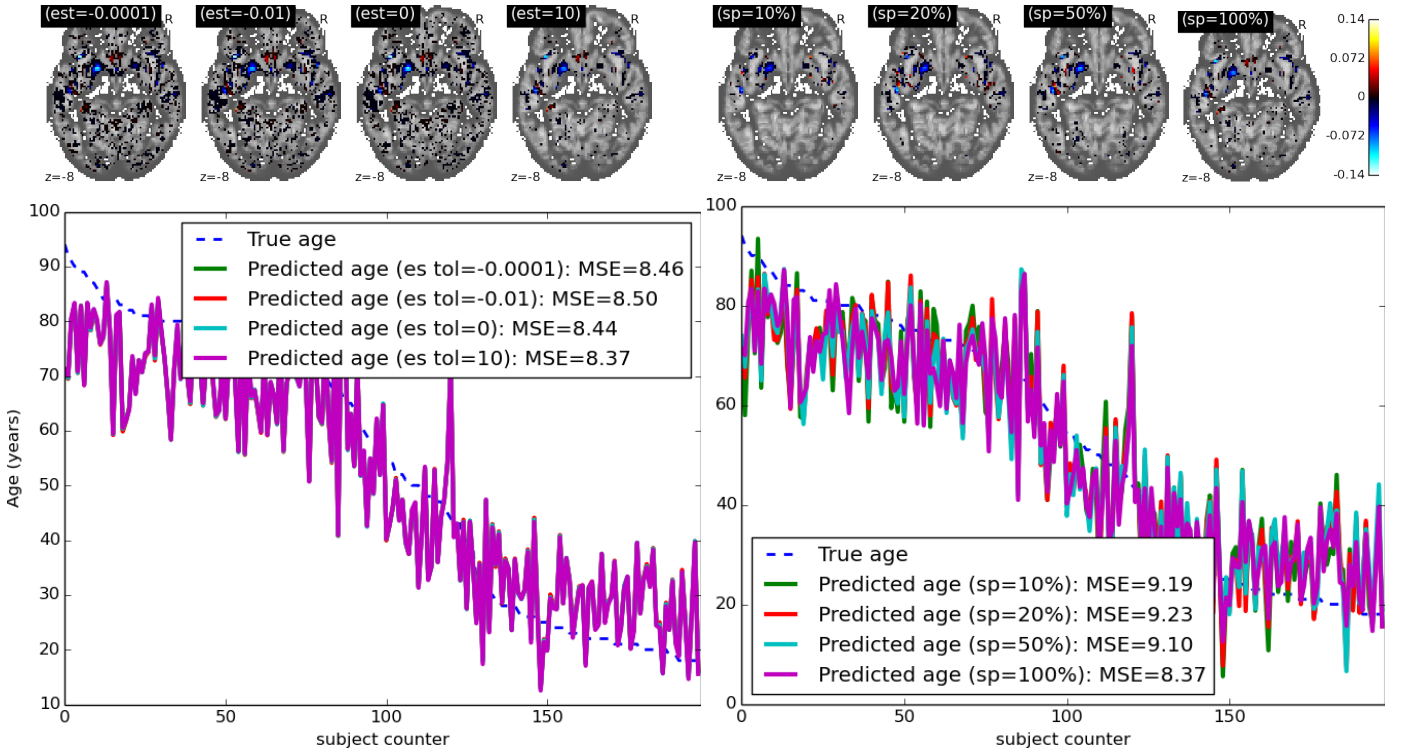 (est=-0.0001)
(est=-0.01)
(est=0)
(est=10)
(sp=10%)
(sp=20%)
(sp=50%)
(sp=100%)
R
R
R
R
R
R
R
R
z=-8
z=-8
z=-8
z=-8
z=-8
z=-8
z=-8
z=-8
0.14
0.072
0
-0.072
-0.14
100
90
80
70
60
50
40
30
20
10
Age (years)
True age
Predicted age (es tol=-0.0001): MSE=8.46
Predicted age (es tol=-0.01): MSE=8.50
Predicted age (es tol=0): MSE=8.44
Predicted age (es tol=10): MSE=8.37
0
50
100
150
subject counter
100
80
60
40
20
0
True age
Predicted age (sp=10%): MSE=9.19
Predicted age (sp=20%): MSE=9.23
Predicted age (sp=50%): MSE=9.10
Predicted age (sp=100%): MSE=8.37
0
50
100
150
subject counter